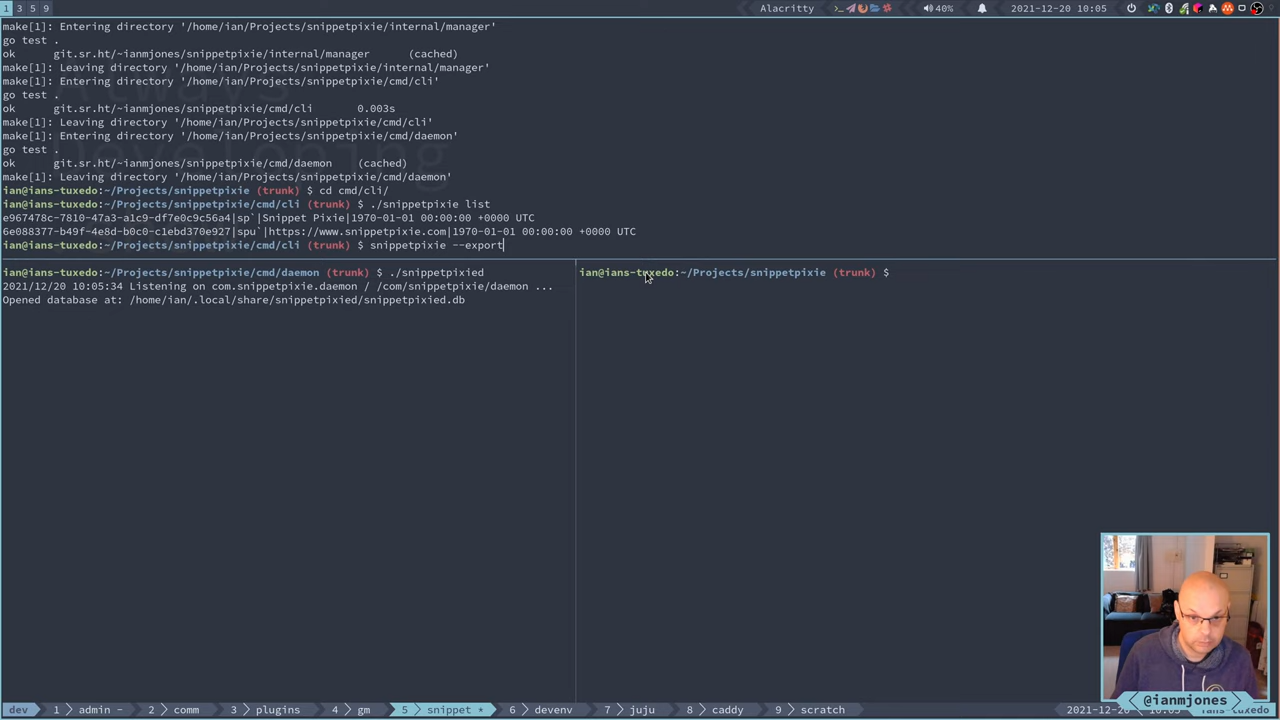 1 3 5 9
Alacritty
40%
2021-12-20 10:05
make[1]: Entering directory '/home/ian/Projects/snippetpixie/internal/manager'
go test .
ok git.sr.ht/~ianmjones/snippetpixie/internal/manager (cached)
make[1]: Leaving directory '/home/ian/Projects/snippetpixie/internal/manager'
make[1]: Entering directory '/home/ian/Projects/snippetpixie/cmd/cli'
go test .
ok git.sr.ht/~ianmjones/snippetpixie/cmd/cli 0.003s
make[1]: Leaving directory '/home/ian/Projects/snippetpixie/cmd/cli'
make[1]: Entering directory '/home/ian/Projects/snippetpixie/cmd/daemon'
go test .
ok git.sr.ht/~ianmjones/snippetpixie/cmd/daemon (cached)
make[1]: Leaving directory '/home/ian/Projects/snippetpixie/cmd/daemon'
ian@ians-tuxedo:~/Projects/snippetpixie (trunk) $ cd cmd/cli/
ian@ians-tuxedo:~/Projects/snippetpixie/cmd/cli (trunk) $ ./snippetpixie list
e967478c-7810-47a3-a1c9-df7e0c9c56a4|sp`|Snippet Pixie|1970-01-01 00:00:00 +0000 UTC
6e088377-b49f-4e8d-b0c0-c1ebd370e927|spu`|https://www.snippetpixie.com|1970-01-01 00:00:00 +0000 UTC
ian@ians-tuxedo:~/Projects/snippetpixie/cmd/cli (trunk) $ snippetpixie --export
ian@ians-tuxedo:~/Projects/snippetpixie/cmd/daemon (trunk) $ ./snippetpixied
2021/12/20 10:05:34 Listening on com.snippetpixie.daemon / /com/snippetpixie/daemon ...
Opened database at: /home/ian/.local/share/snippetpixied/snippetpixied.db
ian@ians-tuxedo:~/Projects/snippetpixie (trunk) $
Always
Developing
@ianmjones
dev 1 admin - 2 comm 3 plugins 4 gm 5 snippet * 6 devenv 7 juju 8 caddy 9 scratch